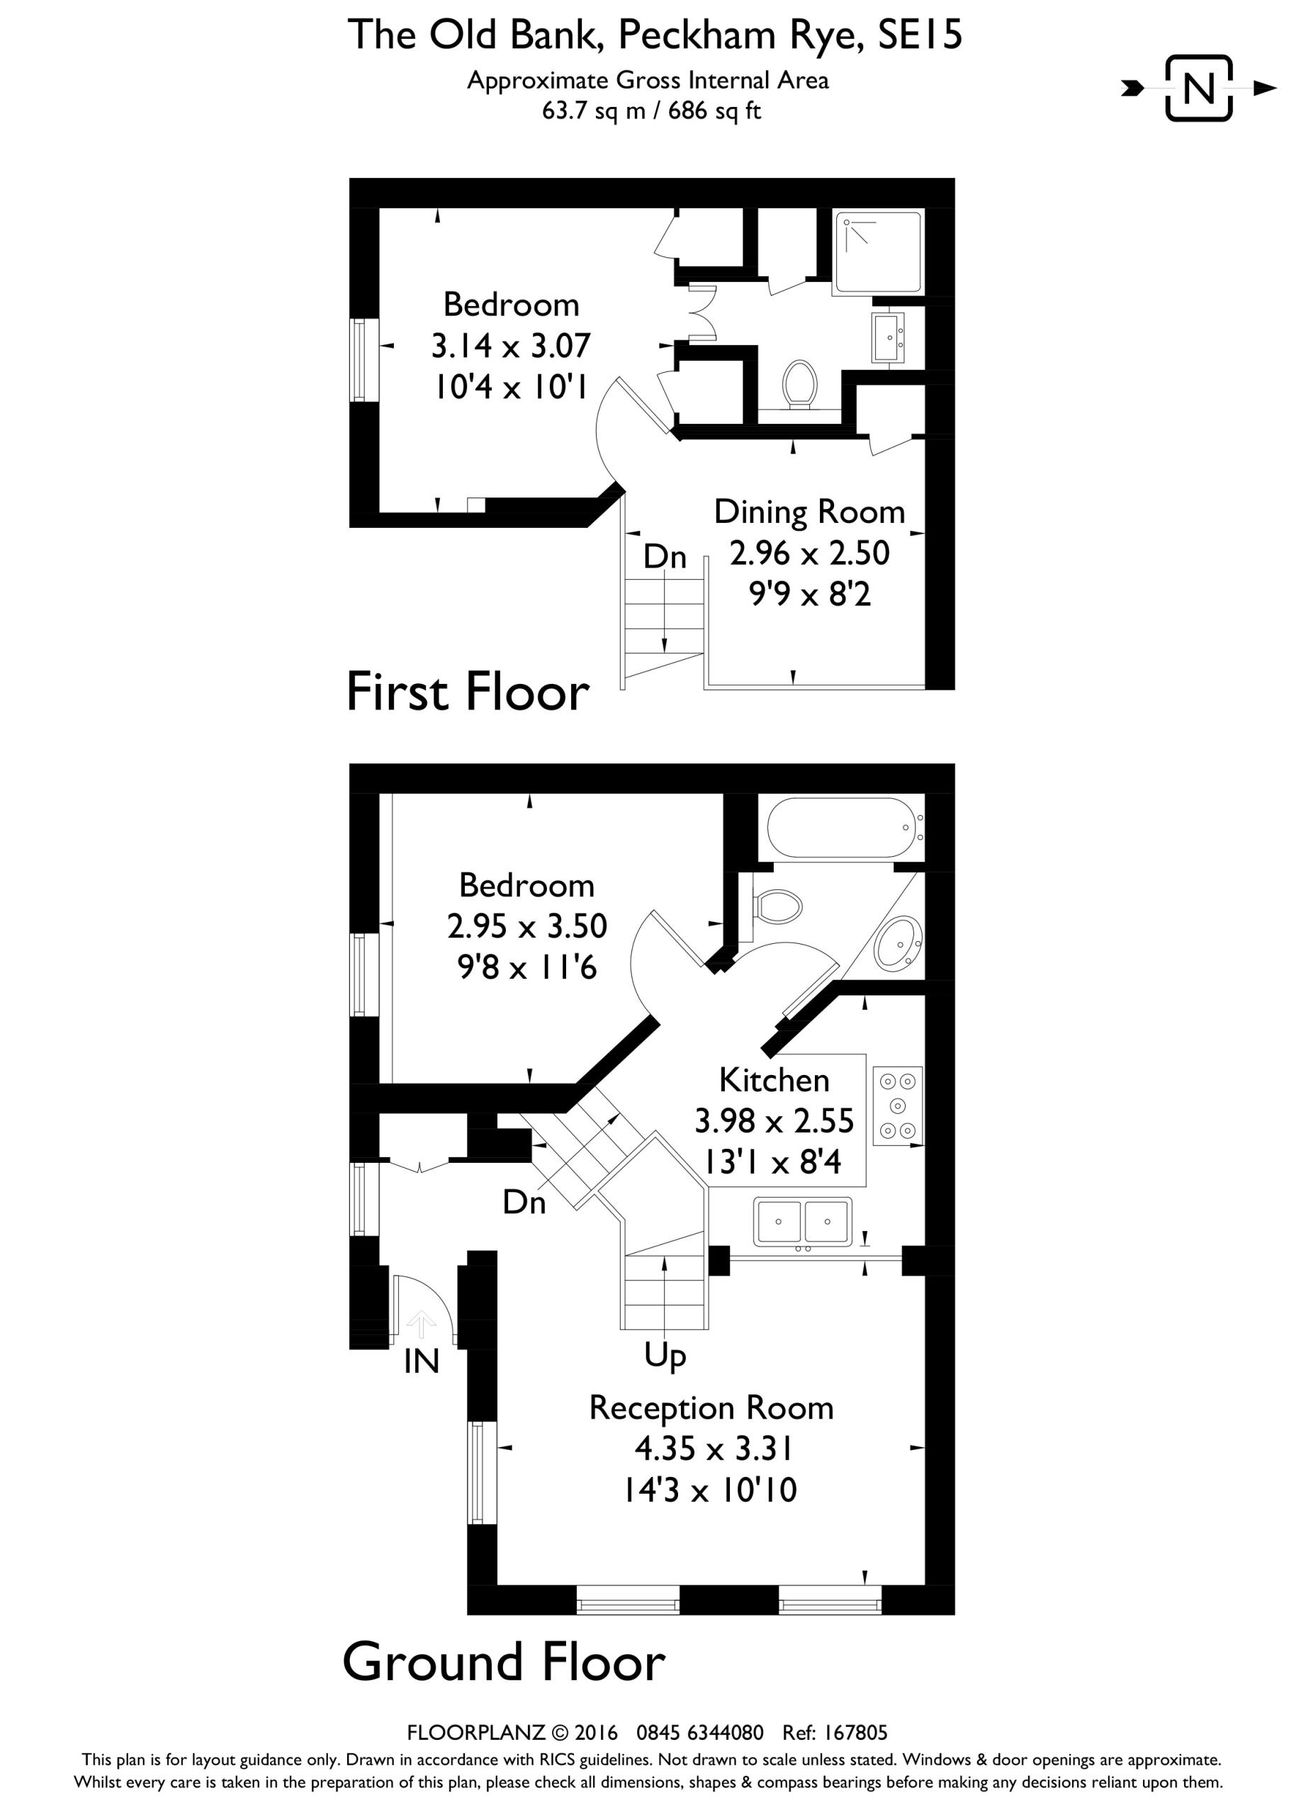 The Old Bank, Peckham Rye, SE15
Approximate Gross Internal Area
63.7 sq m / 686 sq ft
N
Bedroom
3.14 x 3.07
10'4 x 10'1
Dining Room
2.96 x 2.50
9'9 x 8'2
Dn
First Floor
Bedroom
2.95 x 3.50
9'8 x 11'6
Kitchen
3.98 x 2.55
13'1 x 8'4
Dn
IN
Up
Reception Room
4.35 x 3.31
14'3 x 10'10
Ground Floor
FLOORPLANZ © 2016 0845 6344080 Ref: 167805
This plan is for layout guidance only. Drawn in accordance with RICS guidelines. Not drawn to scale unless stated. Windows & door openings are approximate.
Whilst every care is taken in the preparation of this plan, please check all dimensions, shapes & compass bearings before making any decisions reliant upon them.